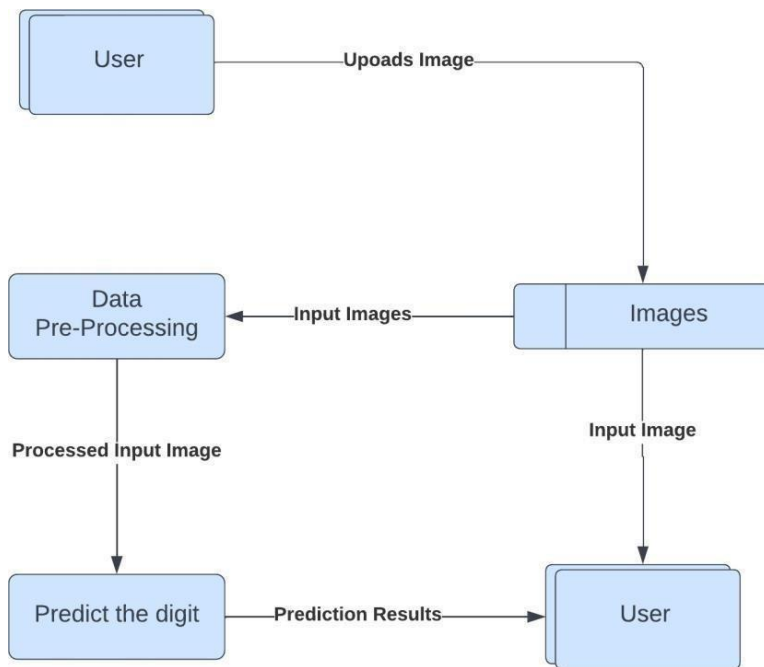 User
Upoads Image
Data
Pre-Processing
Input Images
Images
Processed Input Image
Input Image
Predict the digit
Prediction Results
User